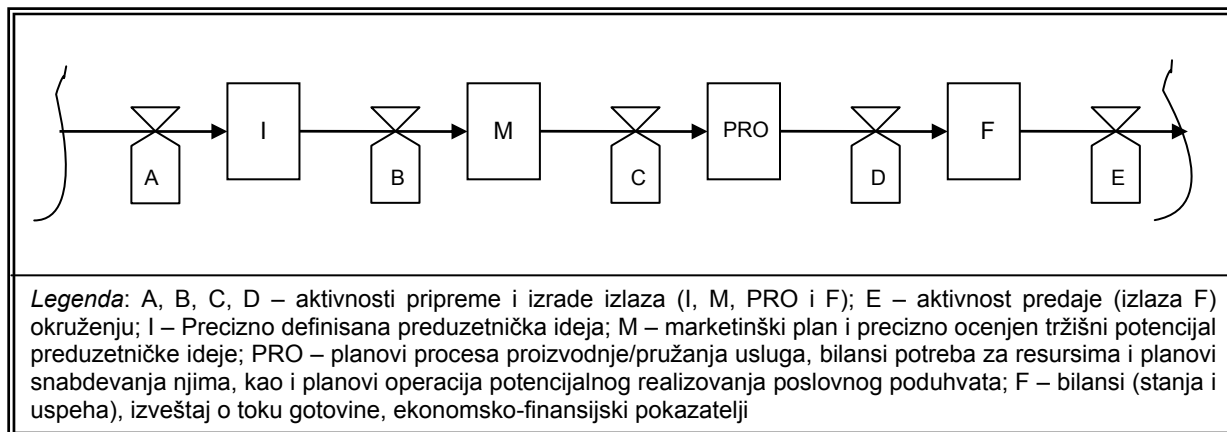 I M PRO F
A B C D E
Legenda: A, B, C, D – aktivnosti pripreme i izrade izlaza (I, M, PRO i F); E – aktivnost predaje (izlaza F)
okruženju; I – Precizno definisana preduzetnička ideja; M – marketinški plan i precizno ocenjen tržišni potencijal
preduzetničke ideje; PRO – planovi procesa proizvodnje/pružanja usluga, bilansi potreba za resursima i planovi
snabdevanja njima, kao i planovi operacija potencijalnog realizovanja poslovnog poduhvata; F – bilansi (stanja i
uspeha), izveštaj o toku gotovine, ekonomsko-finansijski pokazatelji